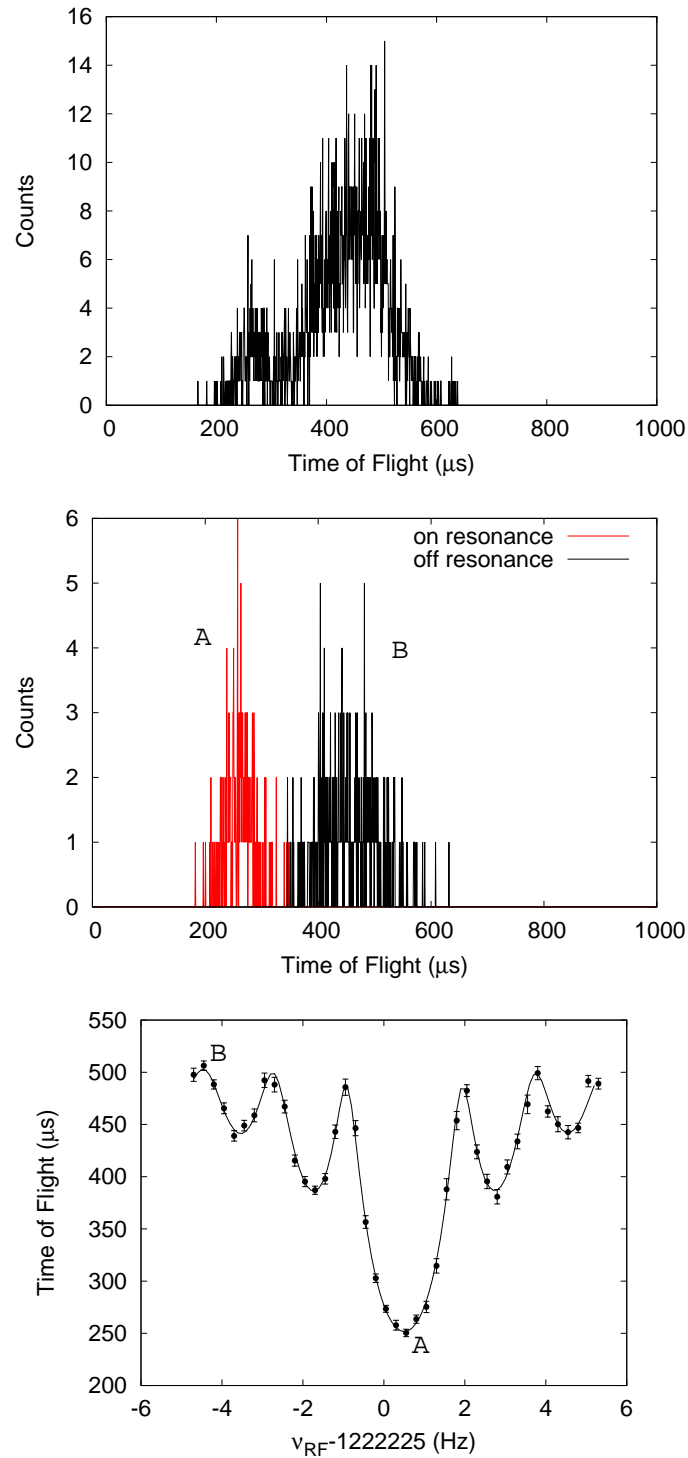 16
14
12
10
8
6
4
2
0
Counts
0 200 400 600 800 1000
Time of Flight (μs)
6
5
4
3
2
1
0
Counts
on resonance
off resonance
A
B
0 200 400 600 800 1000
Time of Flight (μs)
550
500
450
400
350
300
250
200
Time of Flight (μs)
B
A
-6 -4 -2 0 2 4 6
νRF-1222225 (Hz)